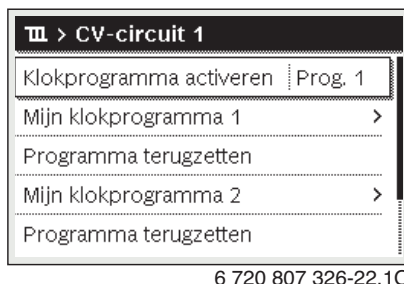 > CV-circuit 1
Klokprogramma activeren Prog. 1
Mijn klokprogramma 1 >
Programma terugzetten
Mijn klokprogramma 2 >
Programma terugzetten
6 720 807 326-22.1O